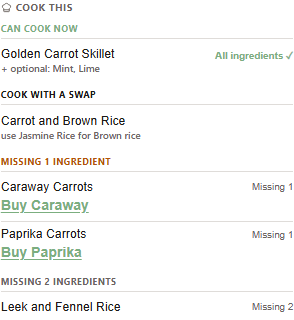 COOK THIS
CAN COOK NOW
Golden Carrot Skillet All ingredients ✓
+ optional: Mint, Lime
COOK WITH A SWAP
Carrot and Brown Rice
use Jasmine Rice for Brown rice
MISSING 1 INGREDIENT
Caraway Carrots Missing 1
Buy Caraway
Paprika Carrots Missing 1
Buy Paprika
MISSING 2 INGREDIENTS
Leek and Fennel Rice Missing 2